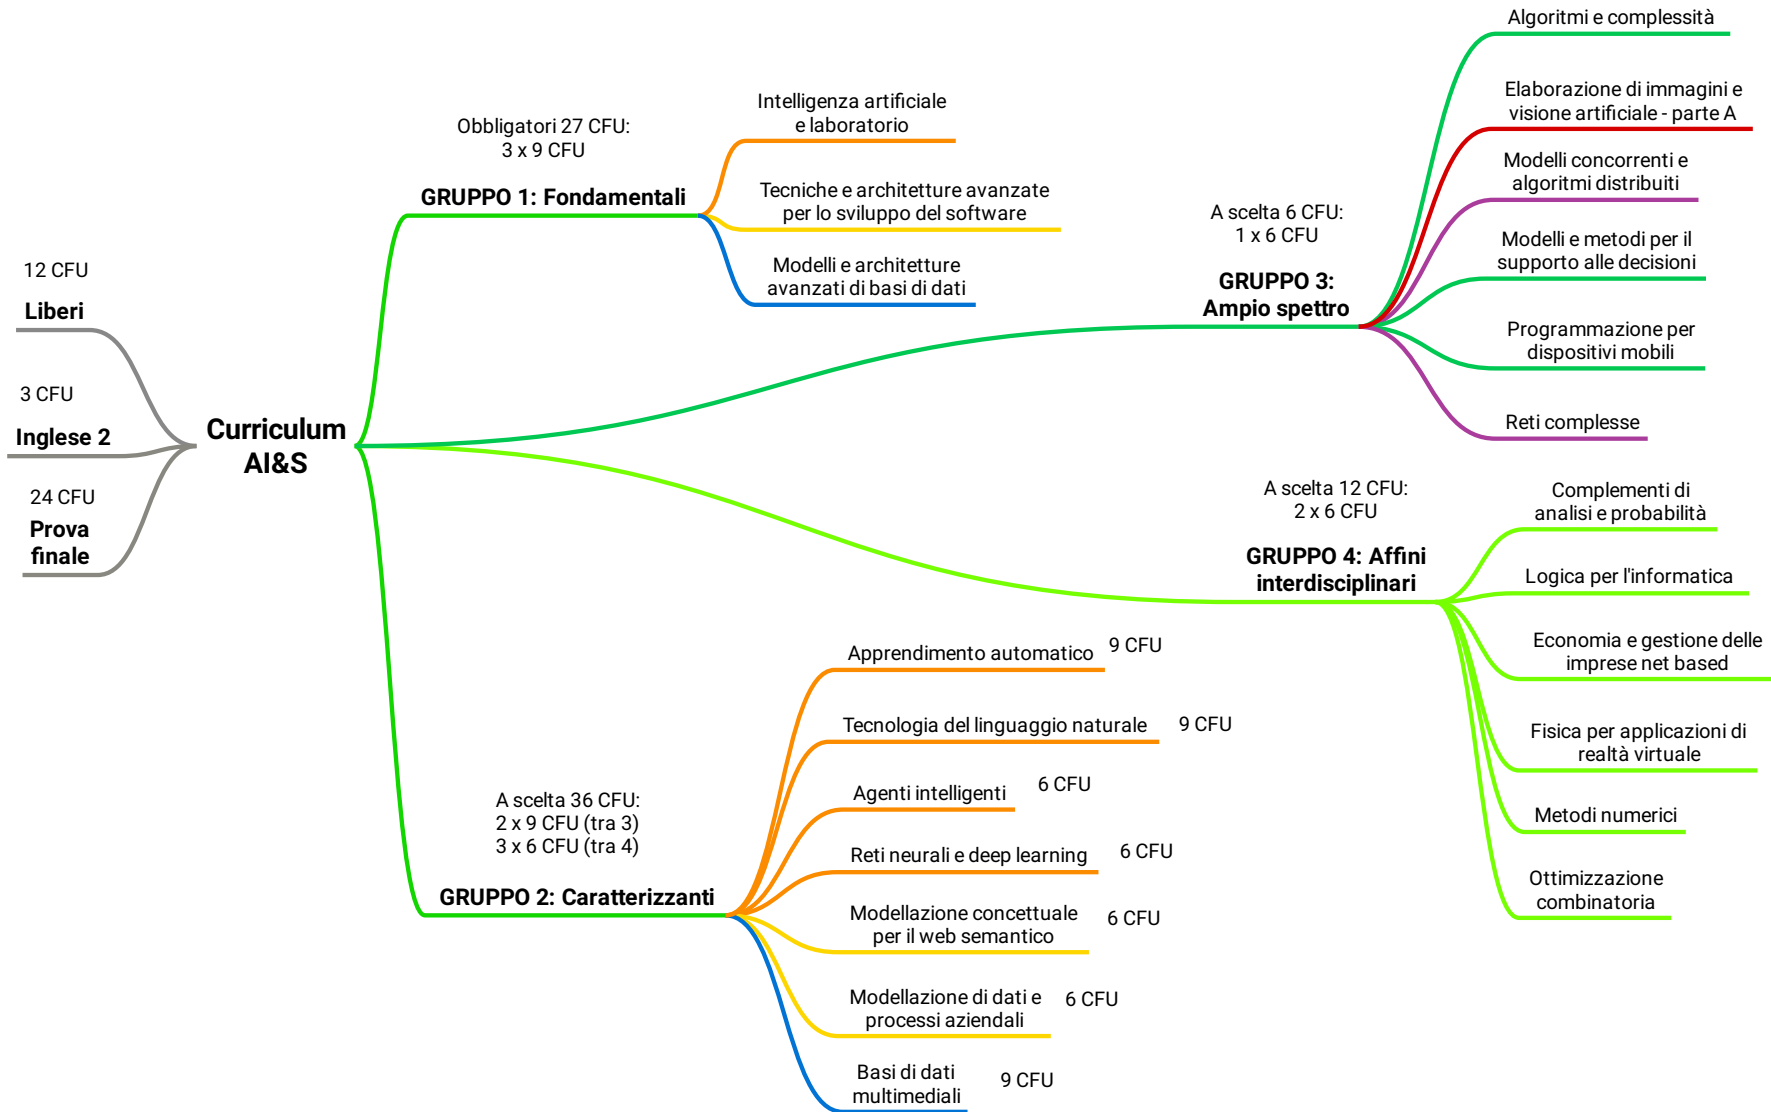 Curriculum
AI&S
12 CFU
Liberi
3 CFU
Inglese 2
24 CFU
Prova
finale
Obbligatori 27 CFU:
3 x 9 CFU
GRUPPO 1: Fondamentali
Intelligenza artificiale
e laboratorio
Tecniche e architetture avanzate
per lo sviluppo del software
Modelli e architetture
avanzati di basi di dati
A scelta 6 CFU:
1 x 6 CFU
GRUPPO 3:
Ampio spettro
Algoritmi e complessità
Elaborazione di immagini e
visione artificiale - parte A
Modelli concorrenti e
algoritmi distribuiti
Modelli e metodi per il
supporto alle decisioni
Programmazione per
dispositivi mobili
Reti complesse
A scelta 12 CFU:
2 x 6 CFU
GRUPPO 4: Affini
interdisciplinari
Complementi di
analisi e probabilità
Logica per l'informatica
Economia e gestione delle
imprese net based
Fisica per applicazioni di
realtà virtuale
Metodi numerici
Ottimizzazione
combinatoria
A scelta 36 CFU:
2 x 9 CFU (tra 3)
3 x 6 CFU (tra 4)
GRUPPO 2: Caratterizzanti
Apprendimento automatico 9 CFU
Tecnologia del linguaggio naturale 9 CFU
Agenti intelligenti 6 CFU
Reti neurali e deep learning 6 CFU
Modellazione concettuale
per il web semantico 6 CFU
Modellazione di dati e
processi aziendali 6 CFU
Basi di dati
multimediali 9 CFU